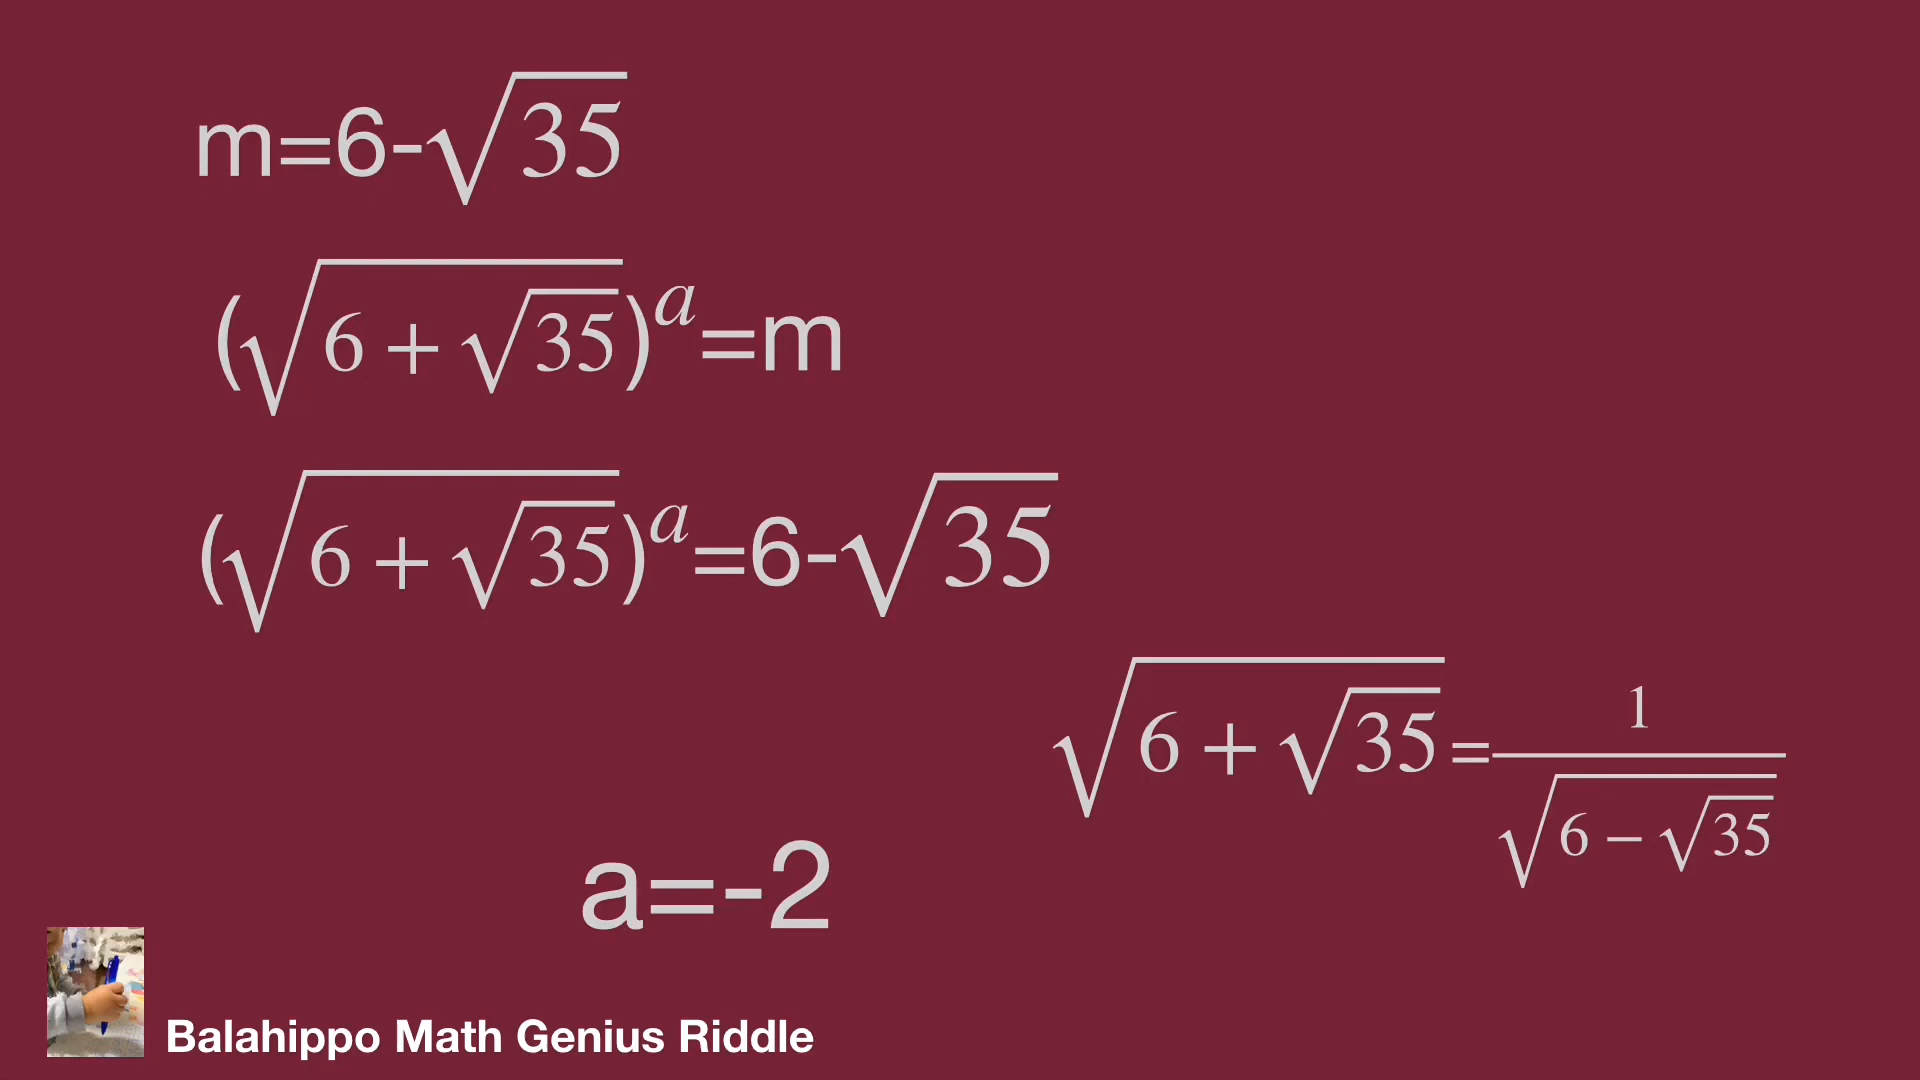 m=6-√35
(√(6 + √35))^a=m
(√(6 + √35))^a=6-√35
√(6 + √35)=1/√(6 − √35)
a=-2
Balahippo Math Genius Riddle